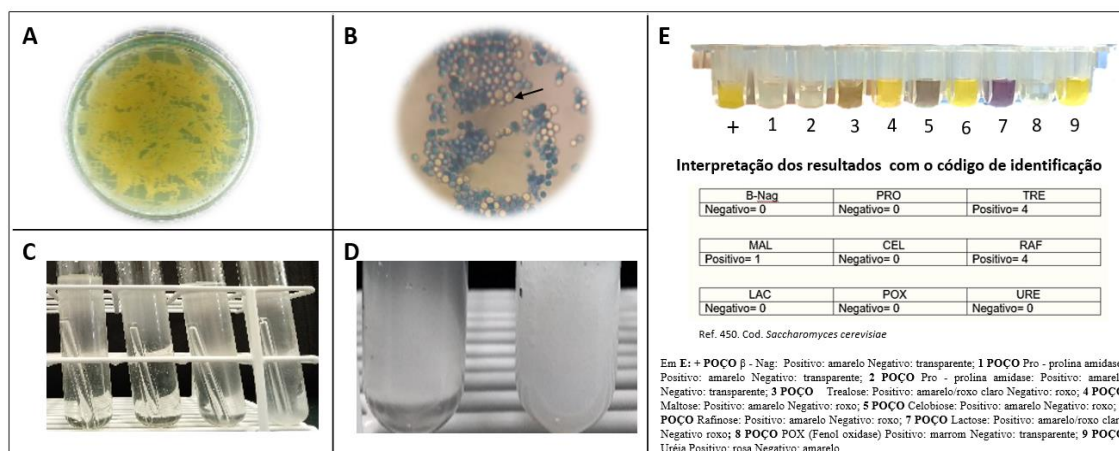 A
B
E
+ 1 2 3 4 5 6 7 8 9
Interpretação dos resultados com o código de identificação
B-Nag PRO TRE
Negativo= 0 Negativo= 0 Positivo= 4
MAL CEL RAF
Positivo= 1 Negativo= 0 Positivo= 4
LAC POX URE
Negativo= 0 Negativo= 0 Negativo= 0
Ref. 450. Cod. Saccharomyces cerevisiae
C
D
Em E: + POÇO β - Nag: Positivo: amarelo Negativo: transparente; 1 POÇO Pro - prolina amidase
Positivo: amarelo Negativo: transparente; 2 POÇO Pro - prolina amidase: Positivo: amarel
Negativo: transparente; 3 POÇO Trealose: Positivo: amarelo/roxo claro Negativo: roxo; 4 POÇO
Maltose: Positivo: amarelo Negativo: roxo; 5 POÇO Celobiose: Positivo: amarelo Negativo: roxo;
POÇO Rafinose: Positivo: amarelo Negativo: roxo; 7 POÇO Lactose: Positivo: amarelo/roxo clar
Negativo roxo; 8 POÇO POX (Fenol oxidase) Positivo: marrom Negativo: transparente; 9 POÇO
Uréia Positivo: rosa Negativo: amarelo